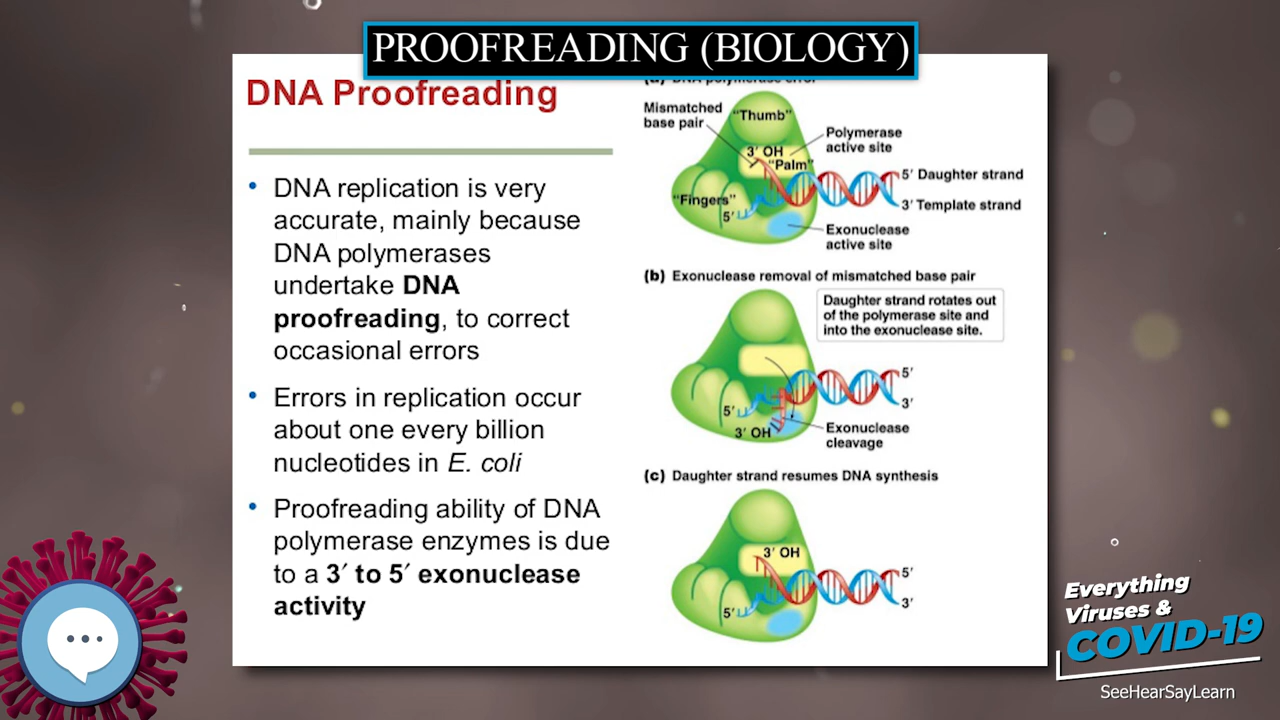 PROOFREADING (BIOLOGY)
DNA Proofreading
• DNA replication is very
accurate, mainly because
DNA polymerases
undertake DNA
proofreading, to correct
occasional errors
• Errors in replication occur
about one every billion
nucleotides in E. coli
• Proofreading ability of DNA
polymerase enzymes is due
to a 3′ to 5′ exonuclease
activity
(a) DNA polymerase error
Mismatched
base pair
"Thumb"
3′ OH
"Palm"
Polymerase
active site
5′ Daughter strand
"Fingers"
5′
3′ Template strand
Exonuclease
active site
(b) Exonuclease removal of mismatched base pair
Daughter strand rotates out
of the polymerase site and
into the exonuclease site.
5′
3′
5′
3′ OH
Exonuclease
cleavage
(c) Daughter strand resumes DNA synthesis
3′ OH
5′
3′
5′
Everything
Viruses &
COVID-19
SeeHearSayLearn